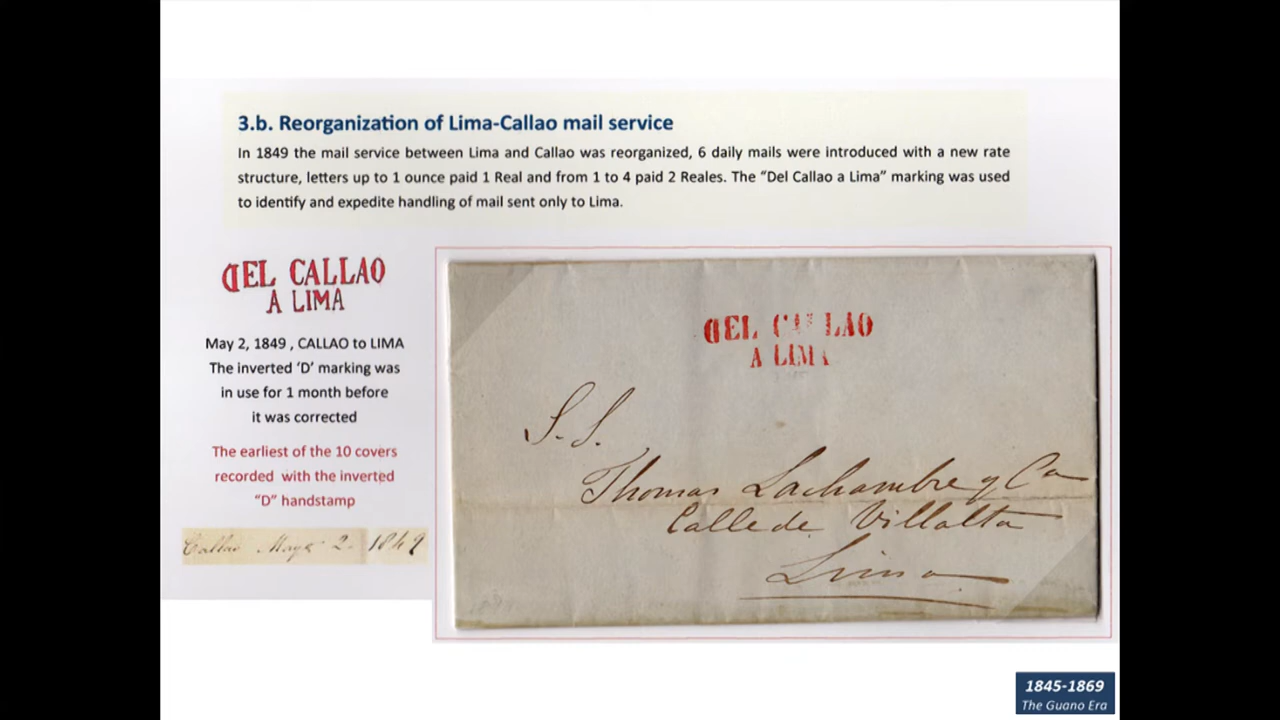 3.b. Reorganization of Lima-Callao mail service
In 1849 the mail service between Lima and Callao was reorganized, 6 daily mails were introduced with a new rate
structure, letters up to 1 ounce paid 1 Real and from 1 to 4 paid 2 Reales. The “Del Callao a Lima” marking was used
to identify and expedite handling of mail sent only to Lima.
DEL CALLAO
A LIMA
May 2, 1849 , CALLAO to LIMA
The inverted ‘D’ marking was
in use for 1 month before
it was corrected
The earliest of the 10 covers
recorded with the inverted
“D” handstamp
Callao Mayo 2 1849
DEL CALLAO
A LIMA
S.S.
Thomas Lachambre y Ca
Calle de Villalta
Lima
1845-1869
The Guano Era